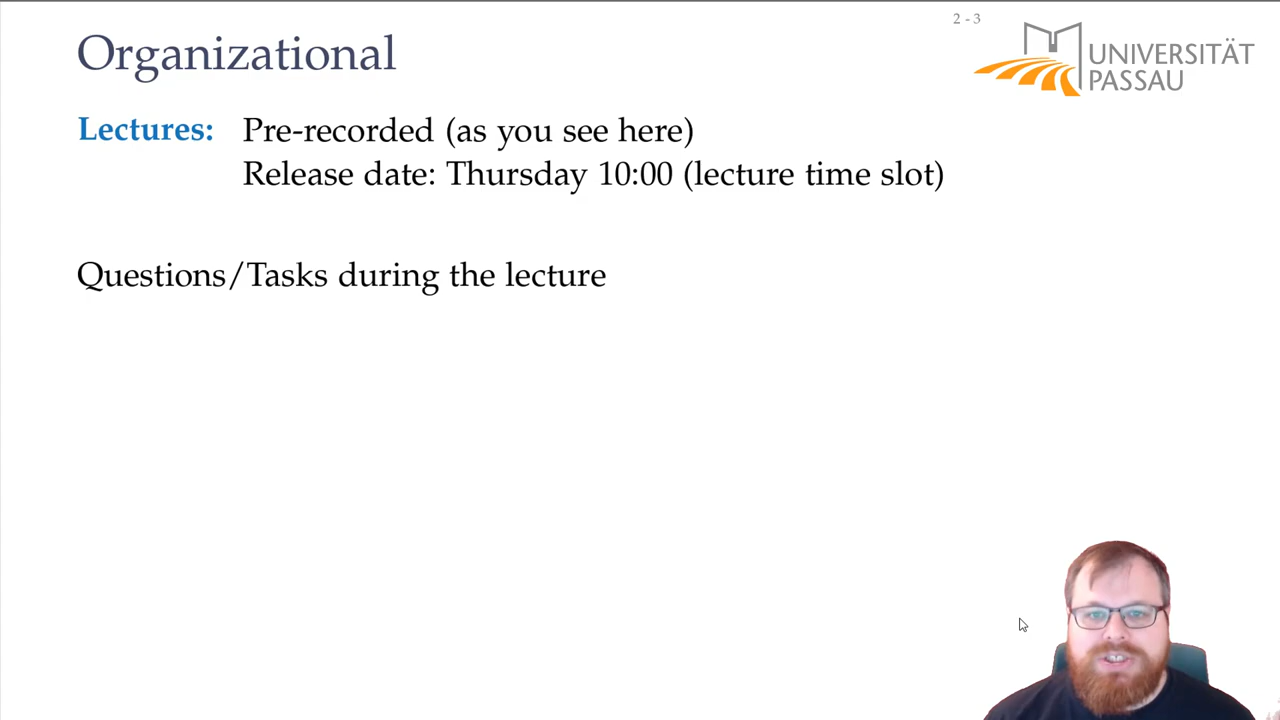 2 - 3
Organizational
UNIVERSITÄT
PASSAU
Lectures: Pre-recorded (as you see here)
Release date: Thursday 10:00 (lecture time slot)
Questions/Tasks during the lecture